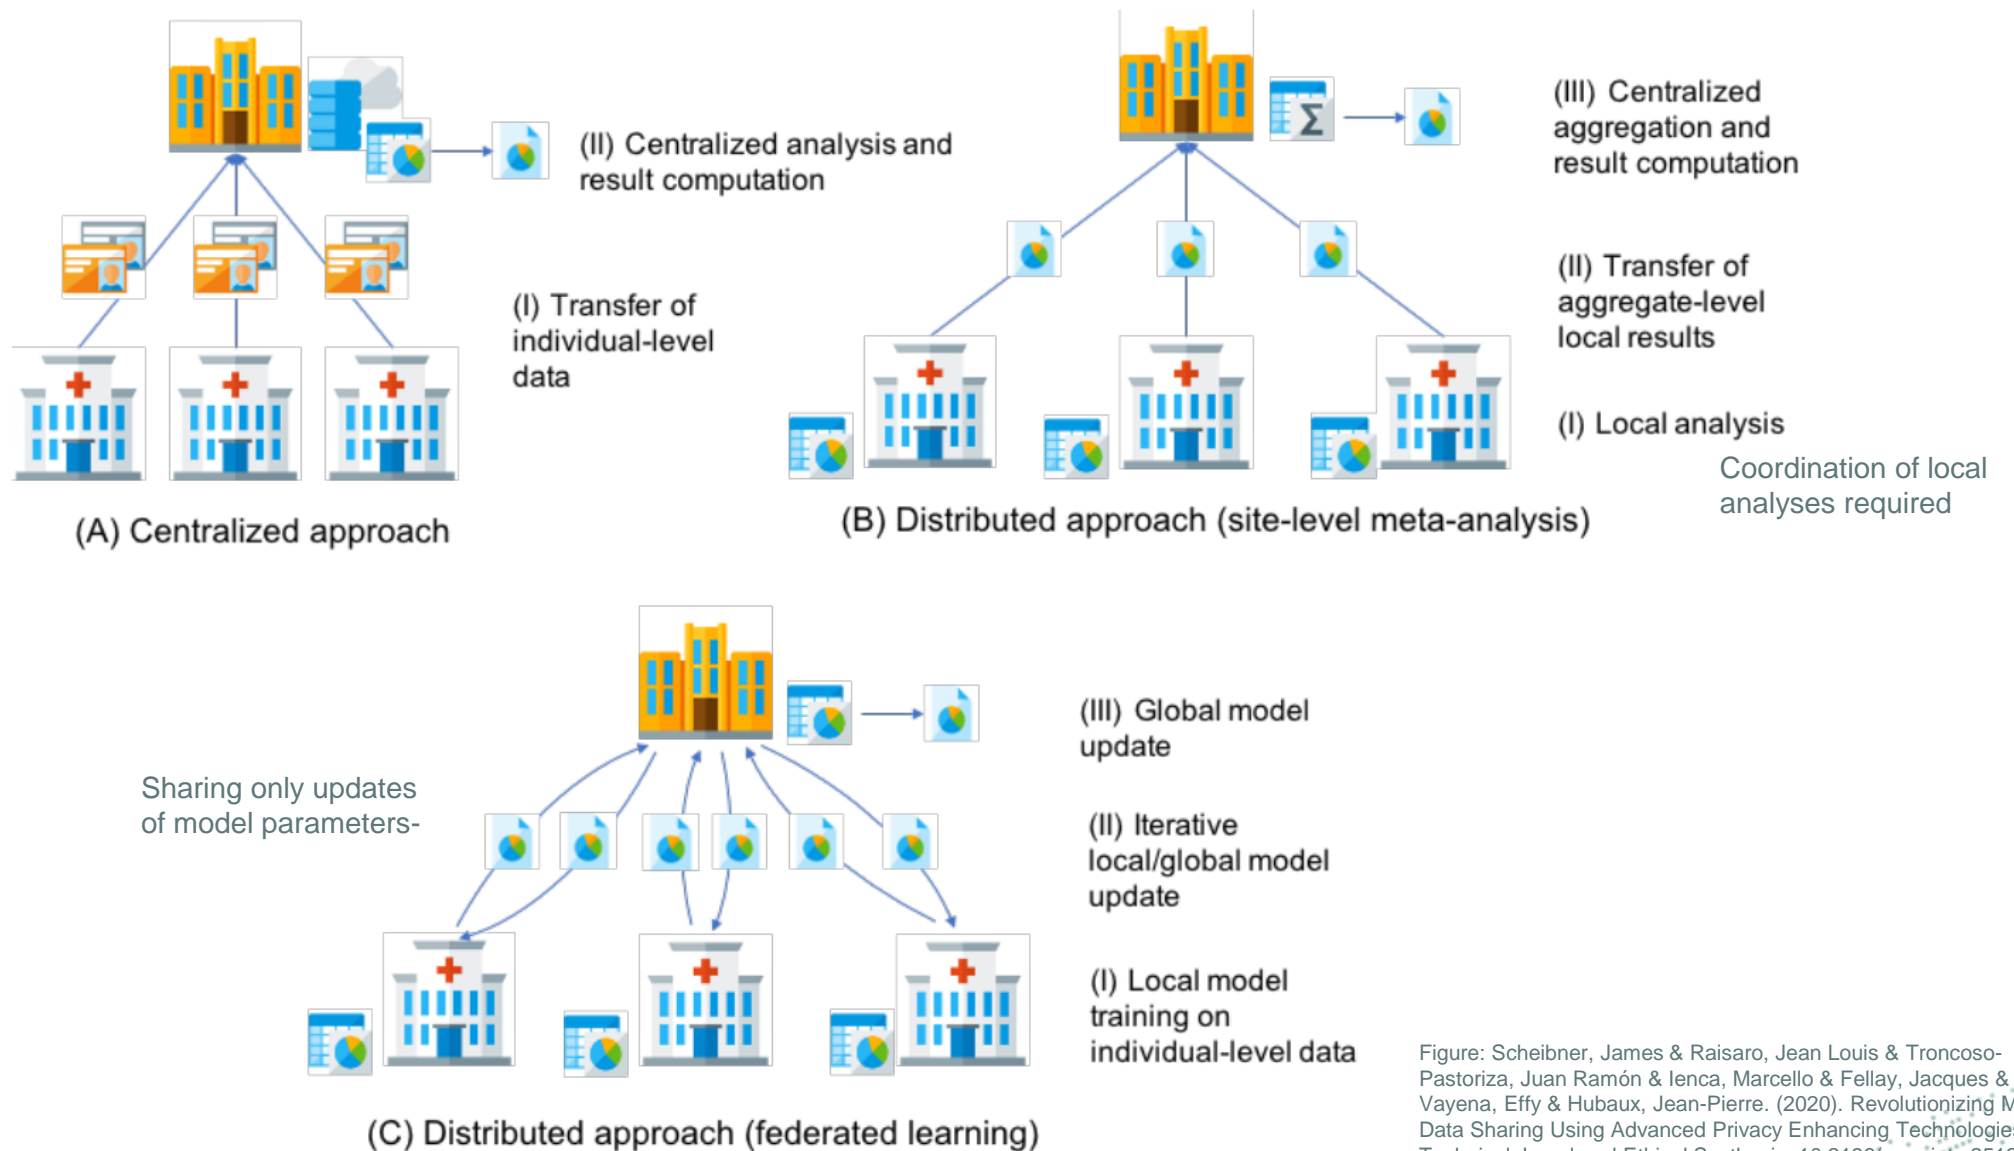 (II) Centralized analysis and
result computation
(I) Transfer of
individual-level
data
(A) Centralized approach
Σ
(III) Centralized
aggregation and
result computation
(II) Transfer of
aggregate-level
local results
(I) Local analysis
Coordination of local
analyses required
(B) Distributed approach (site-level meta-analysis)
Sharing only updates
of model parameters-
(III) Global model
update
(II) Iterative
local/global model
update
(I) Local model
training on
individual-level data
(C) Distributed approach (federated learning)
Figure: Scheibner, James & Raisaro, Jean Louis & Troncoso-
Pastoriza, Juan Ramón & Ienca, Marcello & Fellay, Jacques &
Vayena, Effy & Hubaux, Jean-Pierre. (2020). Revolutionizing M
Data Sharing Using Advanced Privacy Enhancing Technologies